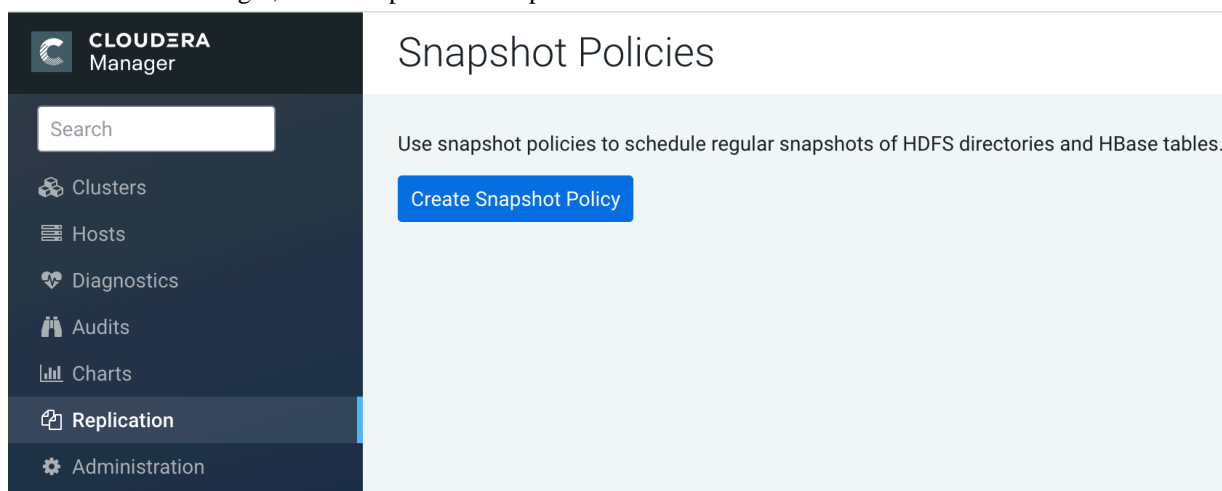 CLOUDERA
Manager
Snapshot Policies
Search
Use snapshot policies to schedule regular snapshots of HDFS directories and HBase tables.
Create Snapshot Policy
Clusters
Hosts
Diagnostics
Audits
Charts
Replication
Administration